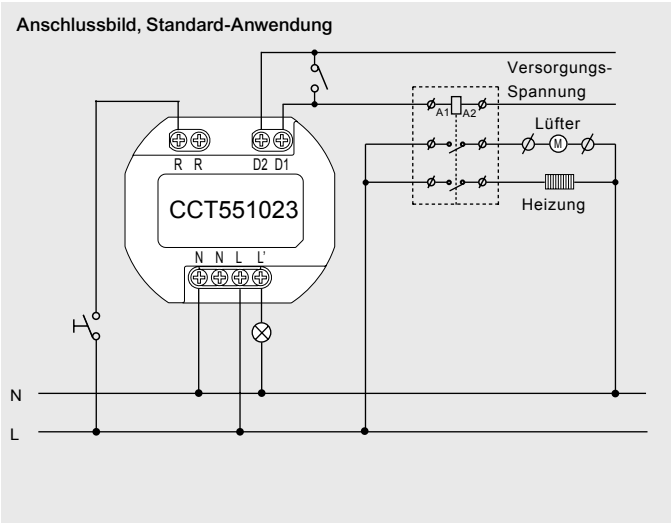 Anschlussbild, Standard-Anwendung
Versorgungs-
Spannung
A1 A2
Lüfter
M
R R D2 D1
Heizung
CCT551023
N N L L'
N
L